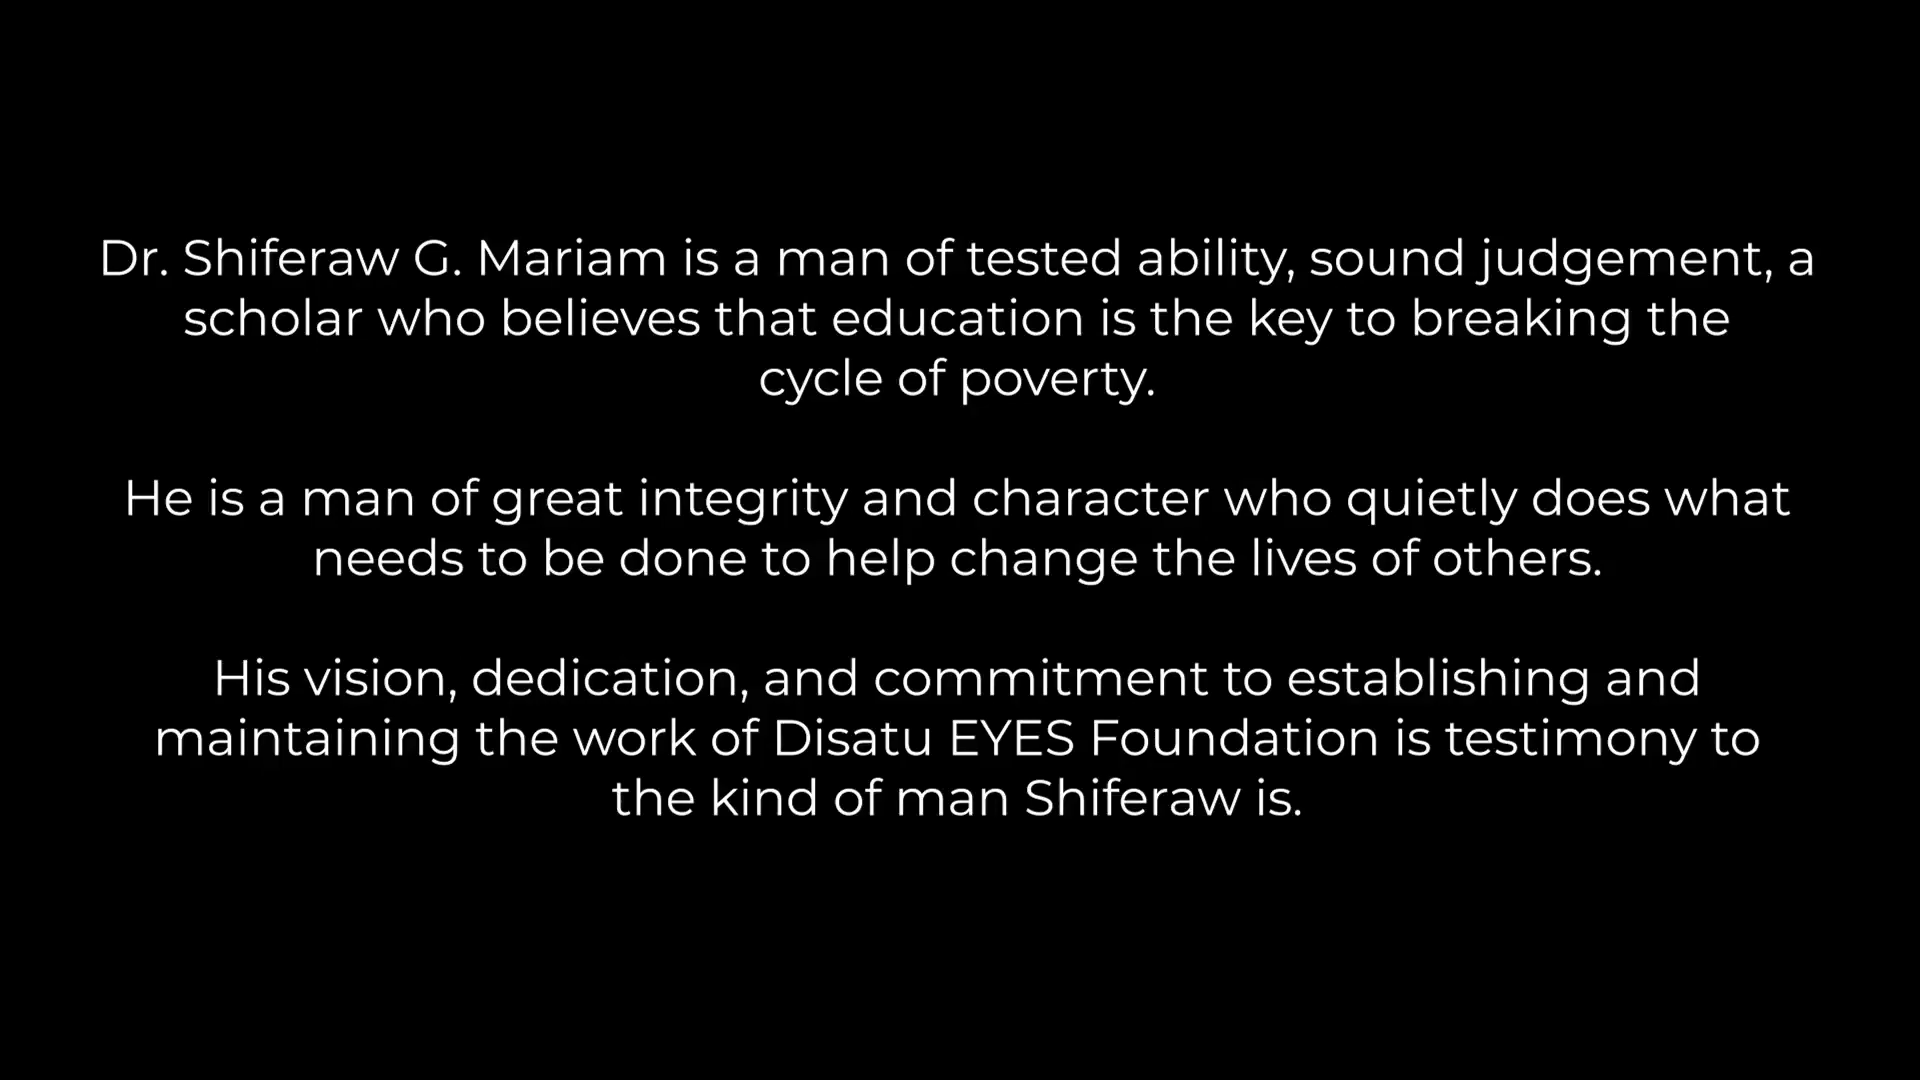 Dr. Shiferaw G. Mariam is a man of tested ability, sound judgement, a
scholar who believes that education is the key to breaking the
cycle of poverty.
He is a man of great integrity and character who quietly does what
needs to be done to help change the lives of others.
His vision, dedication, and commitment to establishing and
maintaining the work of Disatu EYES Foundation is testimony to
the kind of man Shiferaw is.